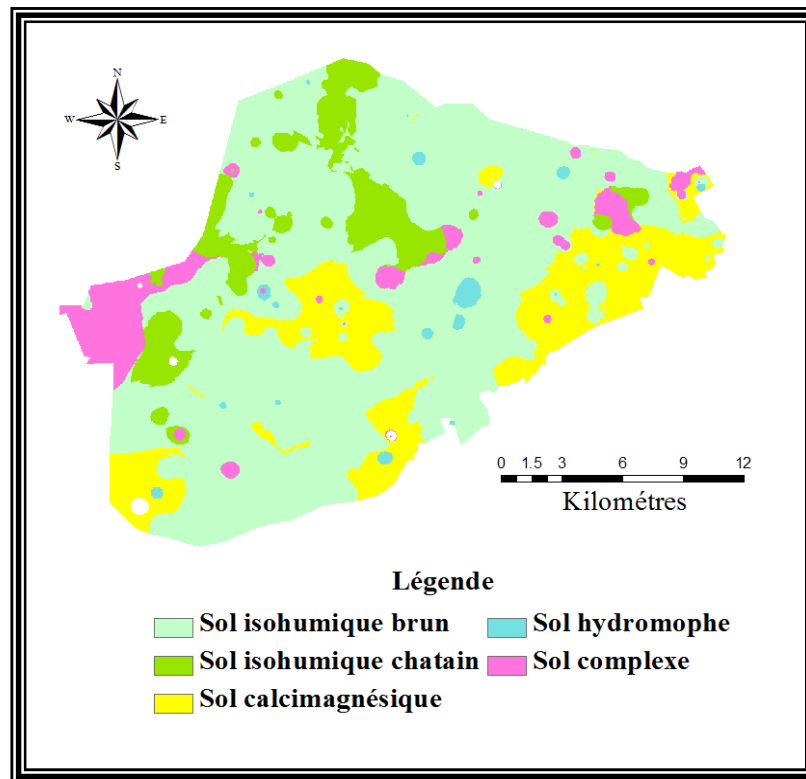 N
W E
S
0 1.5 3 6 9 12
Kilométres
Légende
Sol isohumique brun
Sol hydromophe
Sol isohumique chatain
Sol complexe
Sol calcimagnésique